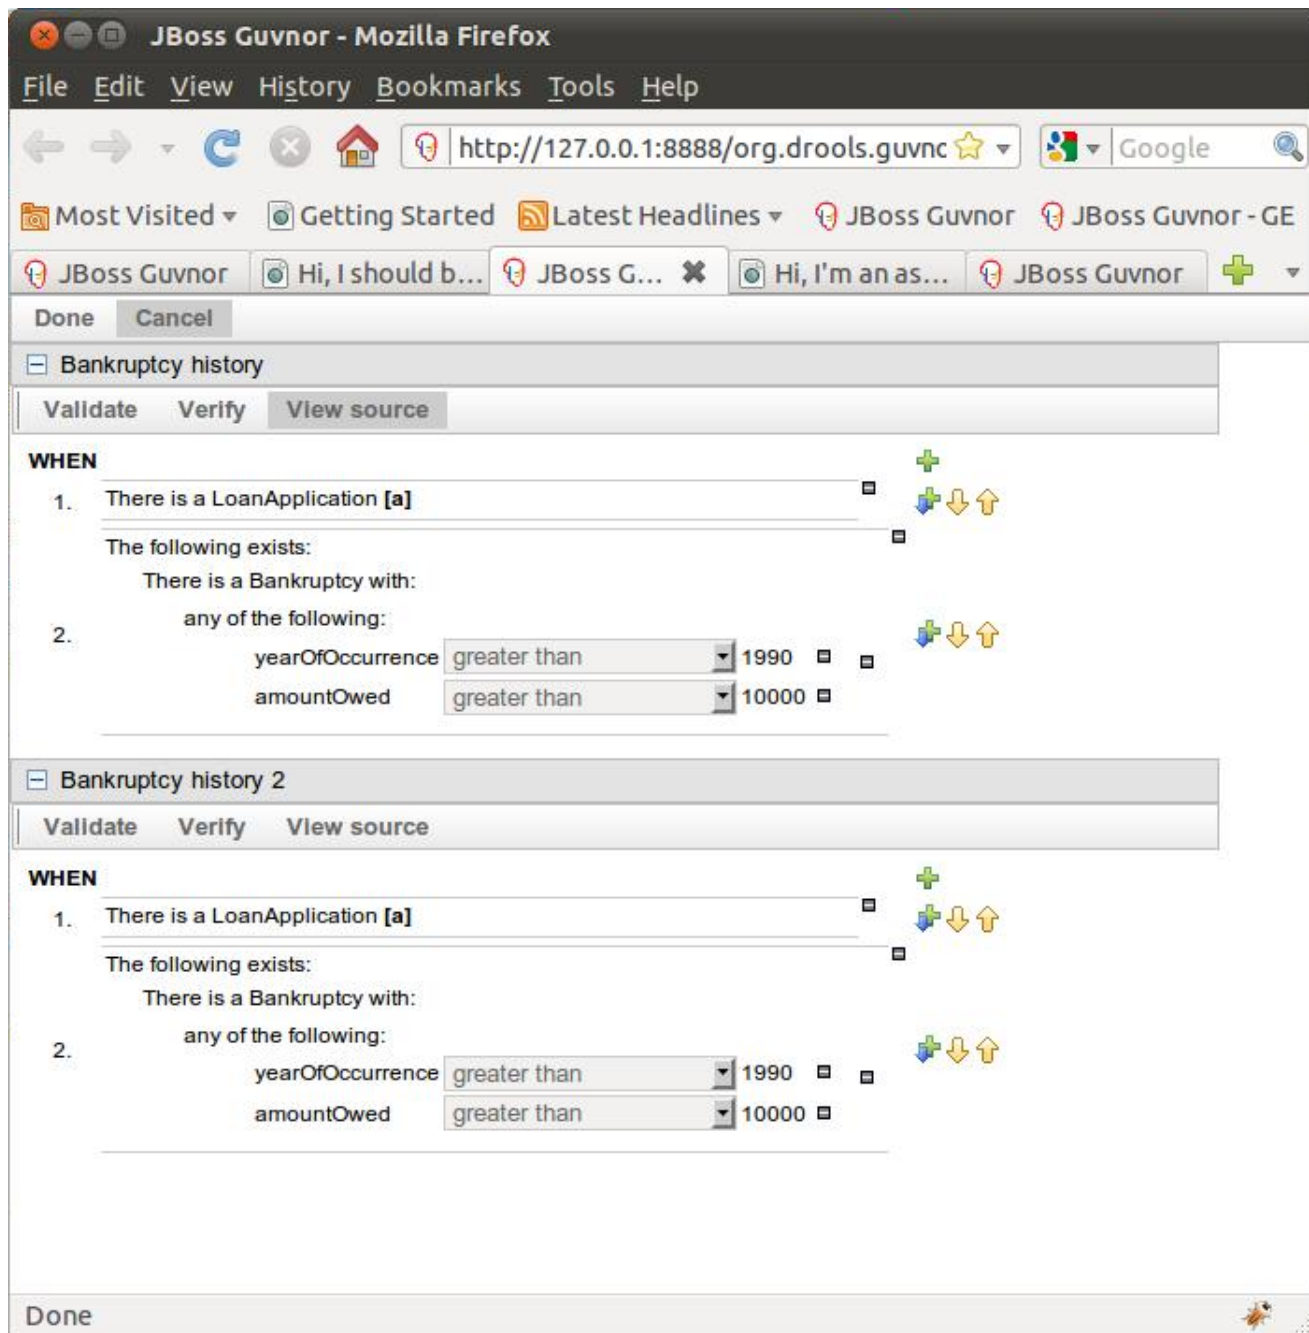 JBoss Guvnor - Mozilla Firefox
File Edit View History Bookmarks Tools Help
http://127.0.0.1:8888/org.drools.guvnc Google
Most Visited Getting Started Latest Headlines JBoss Guvnor JBoss Guvnor - GE
JBoss Guvnor Hi, I should b... JBoss G... Hi, I'm an as... JBoss Guvnor
Done Cancel
Bankruptcy history
Validate Verify View source
WHEN
1. There is a LoanApplication [a]
The following exists:
There is a Bankruptcy with:
any of the following:
2.
yearOfOccurrence greater than 1990
amountOwed greater than 10000
Bankruptcy history 2
Validate Verify View source
WHEN
1. There is a LoanApplication [a]
The following exists:
There is a Bankruptcy with:
any of the following:
2.
yearOfOccurrence greater than 1990
amountOwed greater than 10000
Done